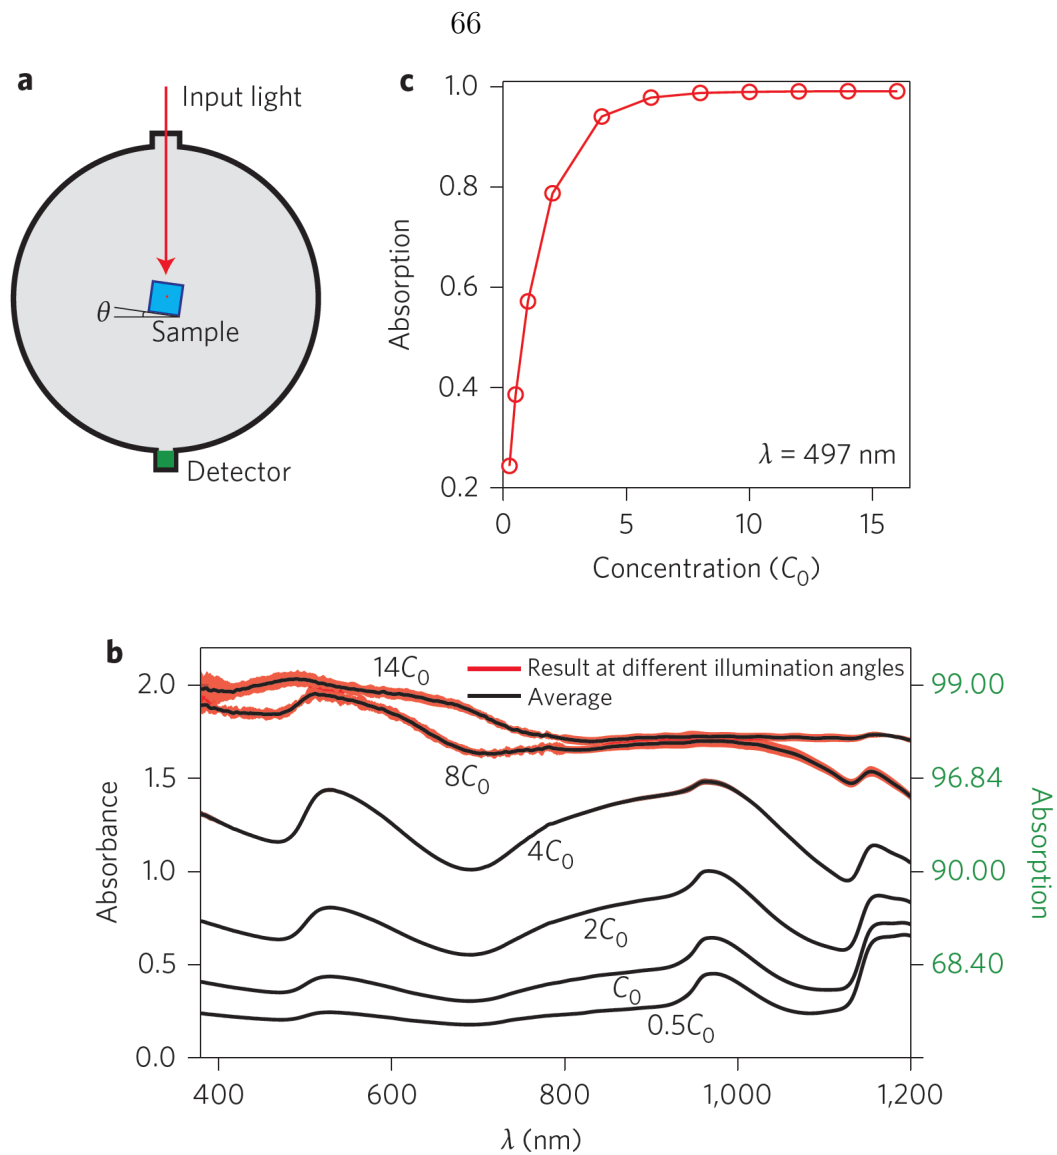 66
a
Input light
θ
Sample
Detector
c
1.0
0.8
0.6
0.4
0.2
Absorption
0 5 10 15
Concentration (C₀)
λ = 497 nm
b
Result at different illumination angles
Average
14C₀
8C₀
4C₀
2C₀
C₀
0.5C₀
2.0
1.5
1.0
0.5
0.0
Absorbance
99.00
96.84
90.00
68.40
Absorption
400 600 800 1,000 1,200
λ (nm)